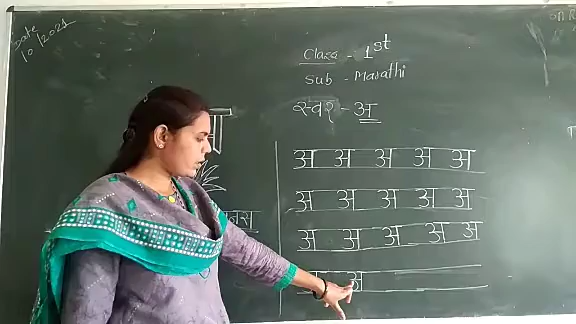 Date
10/2021
Class - 1st
Sub - Marathi
स्वर - अ
अ अ अ अ अ
अ अ अ अ अ
अ अ अ अ अ
अ